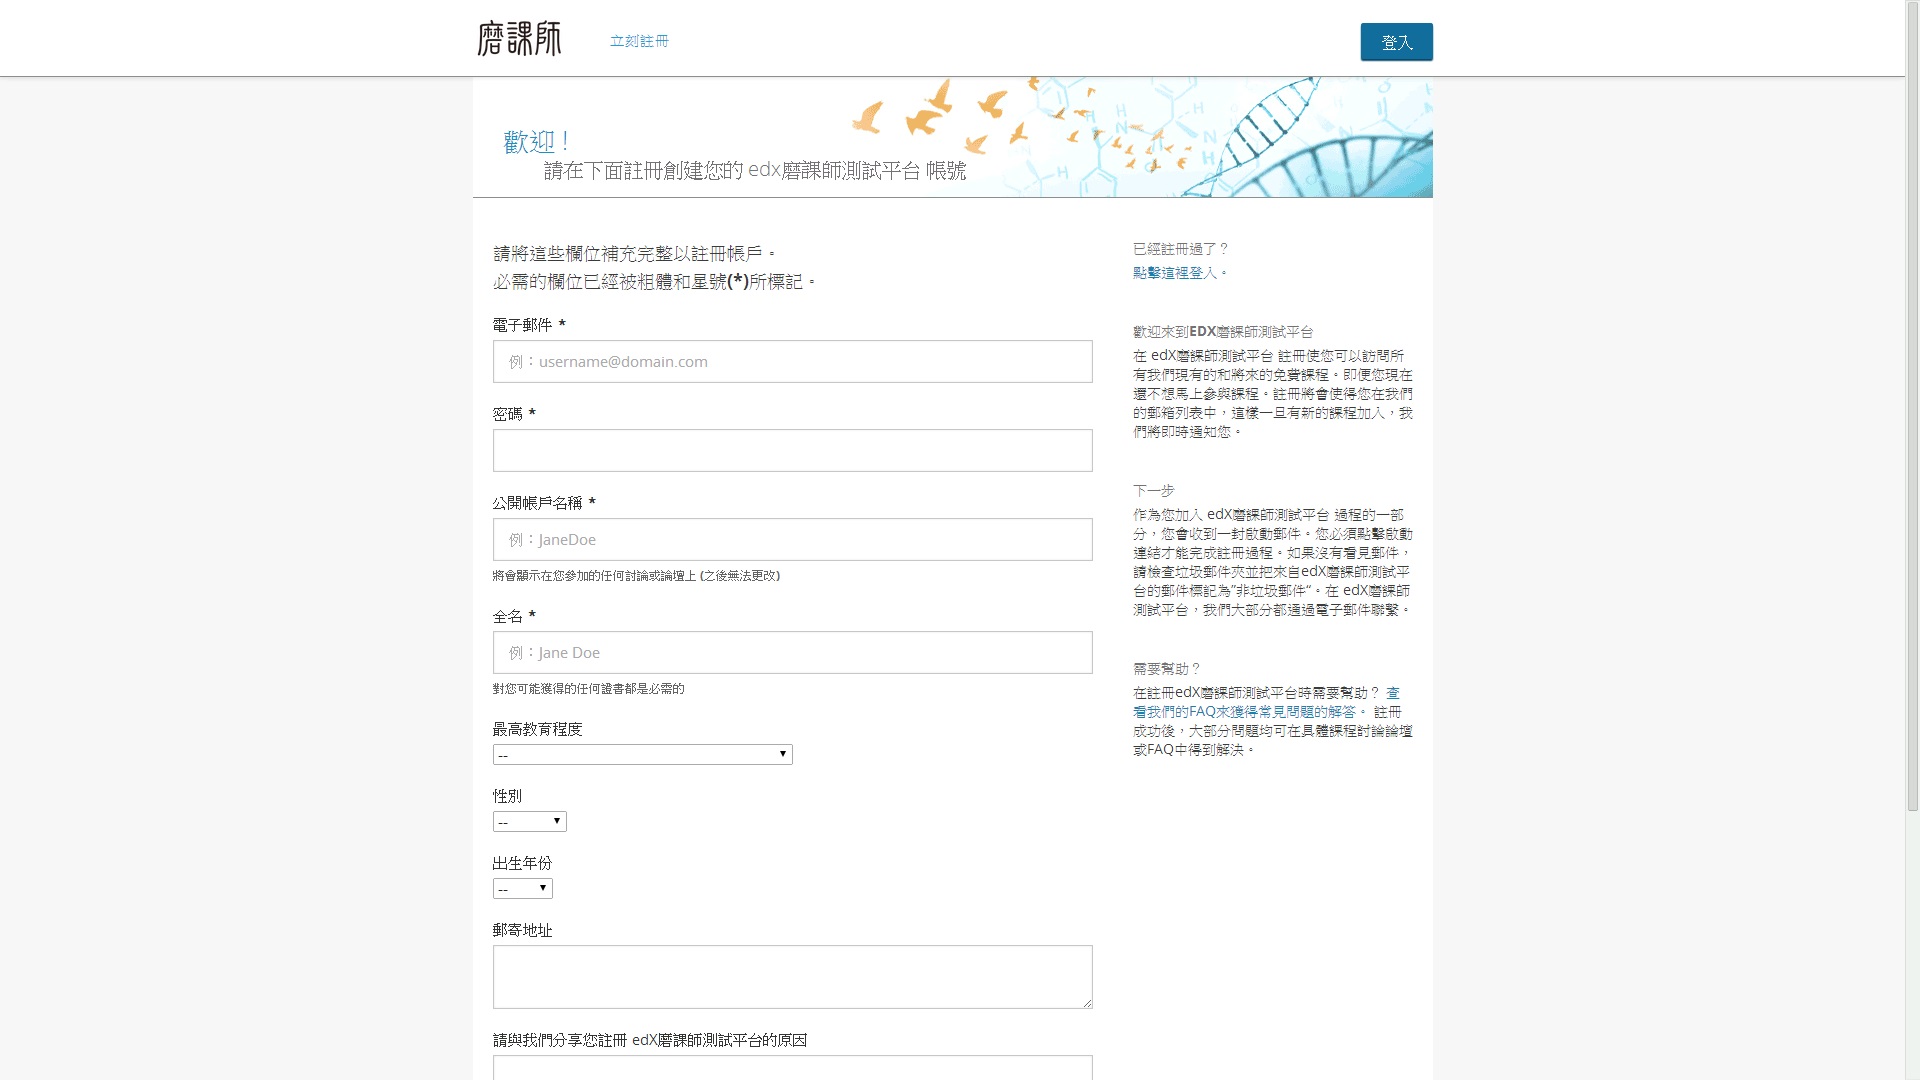 磨課師
立刻註冊
登入
歡迎！
請在下面註冊創建您的 edx磨課師測試平台 帳號
請將這些欄位補充完整以註冊帳戶。
必需的欄位已經被粗體和星號(*)所標記。
電子郵件 *
例：username@domain.com
密碼 *
公開帳戶名稱 *
例：JaneDoe
將會顯示在您參加的任何討論或論壇上 (之後無法更改)
全名 *
例：Jane Doe
對您可能獲得的任何證書都是必需的
最高教育程度
--
性別
--
出生年份
--
郵寄地址
請與我們分享您註冊 edX磨課師測試平台的原因
已經註冊過了？
點擊這裡登入。
歡迎來到EDX磨課師測試平台
在 edX磨課師測試平台 註冊使您可以訪問所
有我們現有的和將來的免費課程。即便您現在
還不想馬上參與課程。註冊將會使得您在我們
的郵箱列表中，這樣一旦有新的課程加入，我
們將即時通知您。
下一步
作為您加入 edX磨課師測試平台 過程的一部
分，您會收到一封啟動郵件。您必須點擊啟動
連結才能完成註冊過程。如果沒有看見郵件，
請檢查垃圾郵件夾並把來自edX磨課師測試平
台的郵件標記為”非垃圾郵件“。在 edX磨課師
測試平台，我們大部分都通過電子郵件聯繫。
需要幫助？
在註冊edX磨課師測試平台時需要幫助？ 查
看我們的FAQ來獲得常見問題的解答。 註冊
成功後，大部分問題均可在具體課程討論論壇
或FAQ中得到解決。